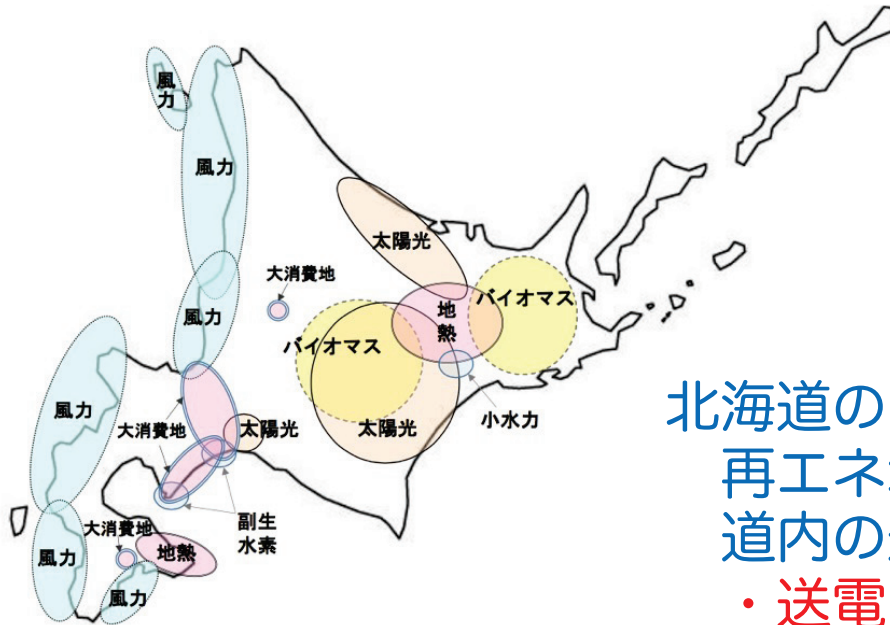 風
力
風力
太陽光
大消費地
バイオマス
地
熱
風力
バイオマス
風力
大消費地
太陽光
太陽光
小水力
北海道の
再エネ
道内の
・送電
副生
水素
大消費地
地熱
風力
風力